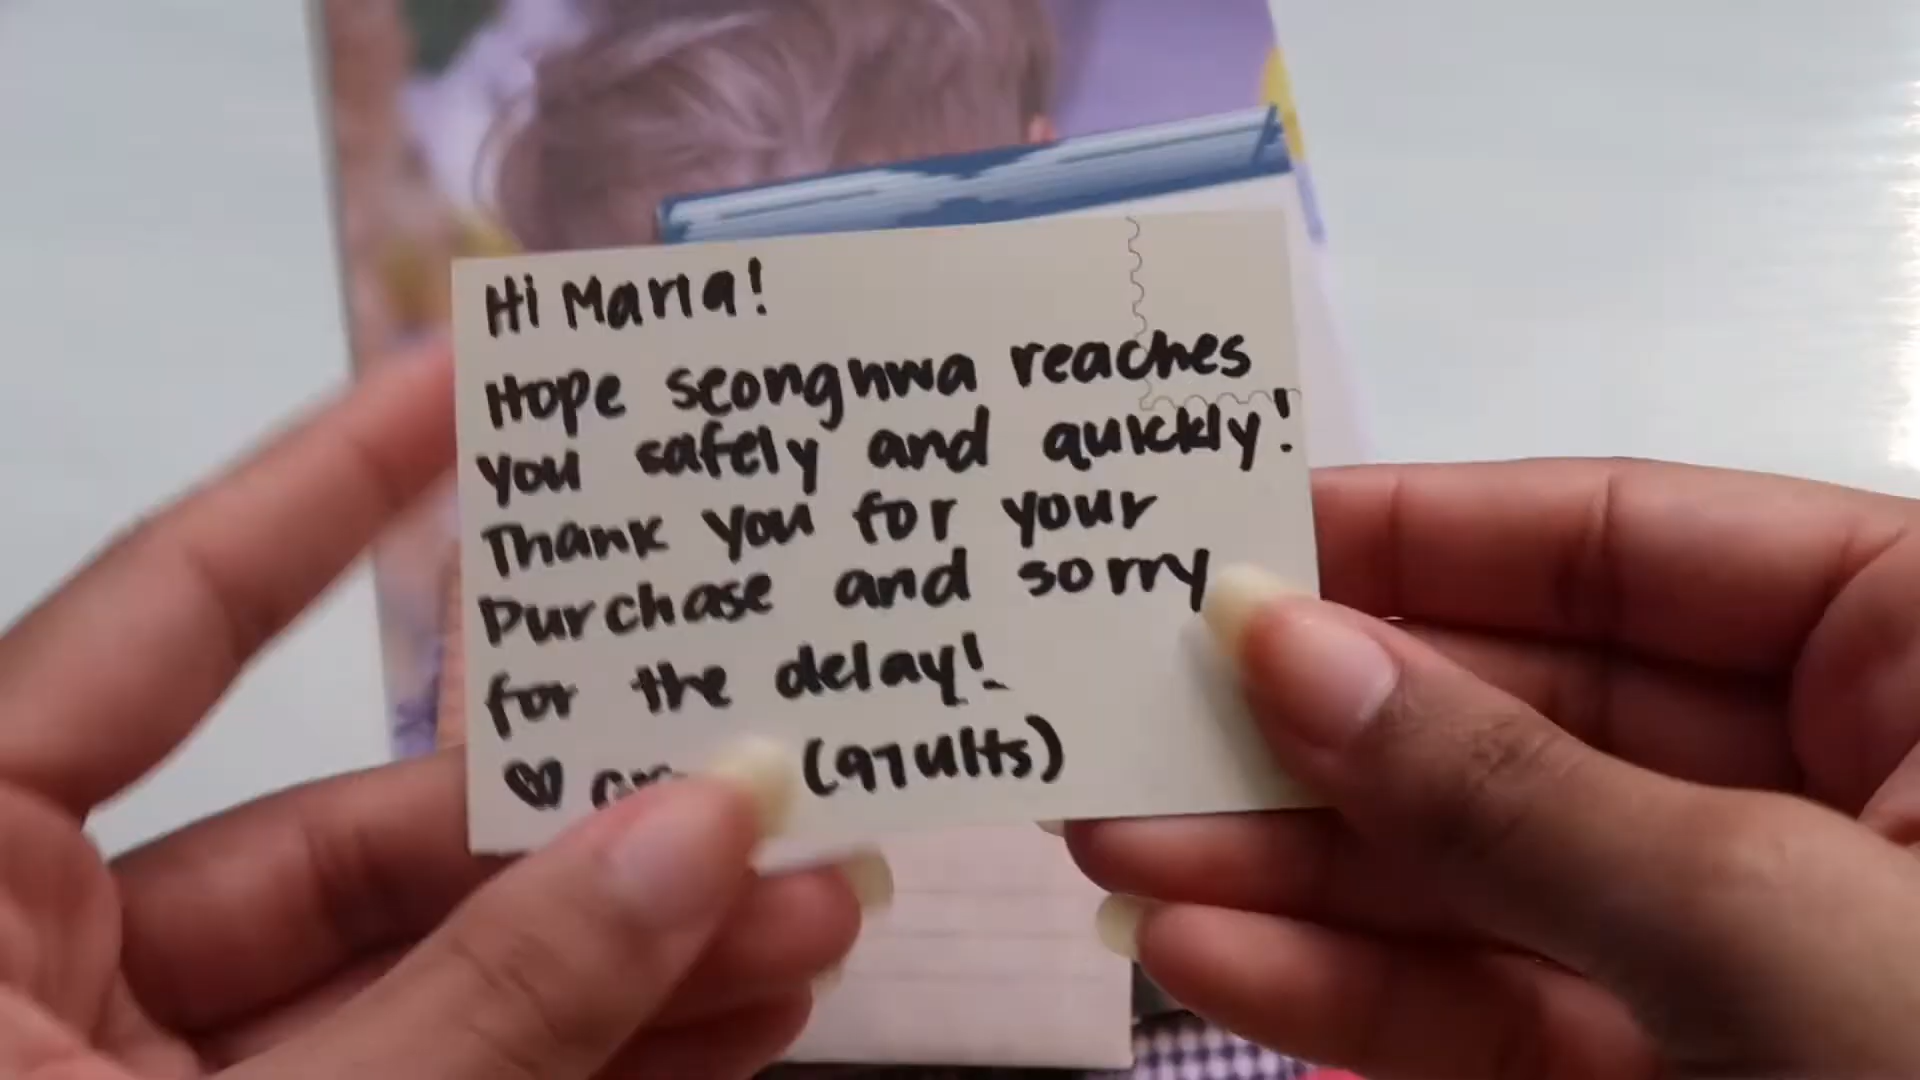 Hi Maria!
Hope seonghwa reaches
you safely and quickly!
Thank you for your
Purchase and sorry
for the delay!
♥ (97ults)